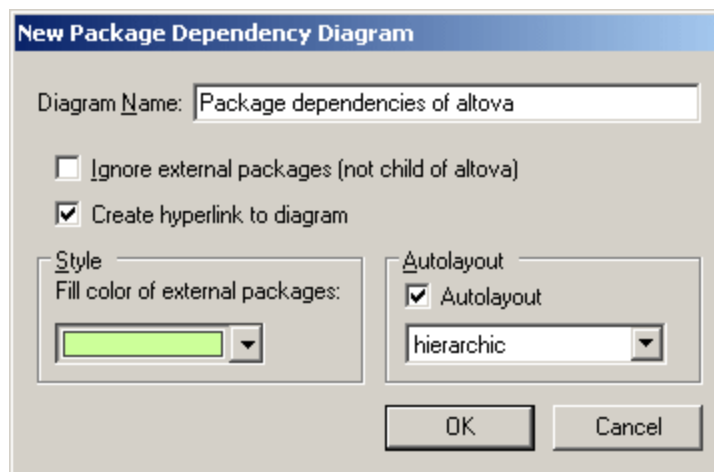 New Package Dependency Diagram
Diagram Name: Package dependencies of altova
Ignore external packages (not child of altova)
Create hyperlink to diagram
Style
Fill color of external packages:
Autolayout
Autolayout
hierarchic
OK
Cancel